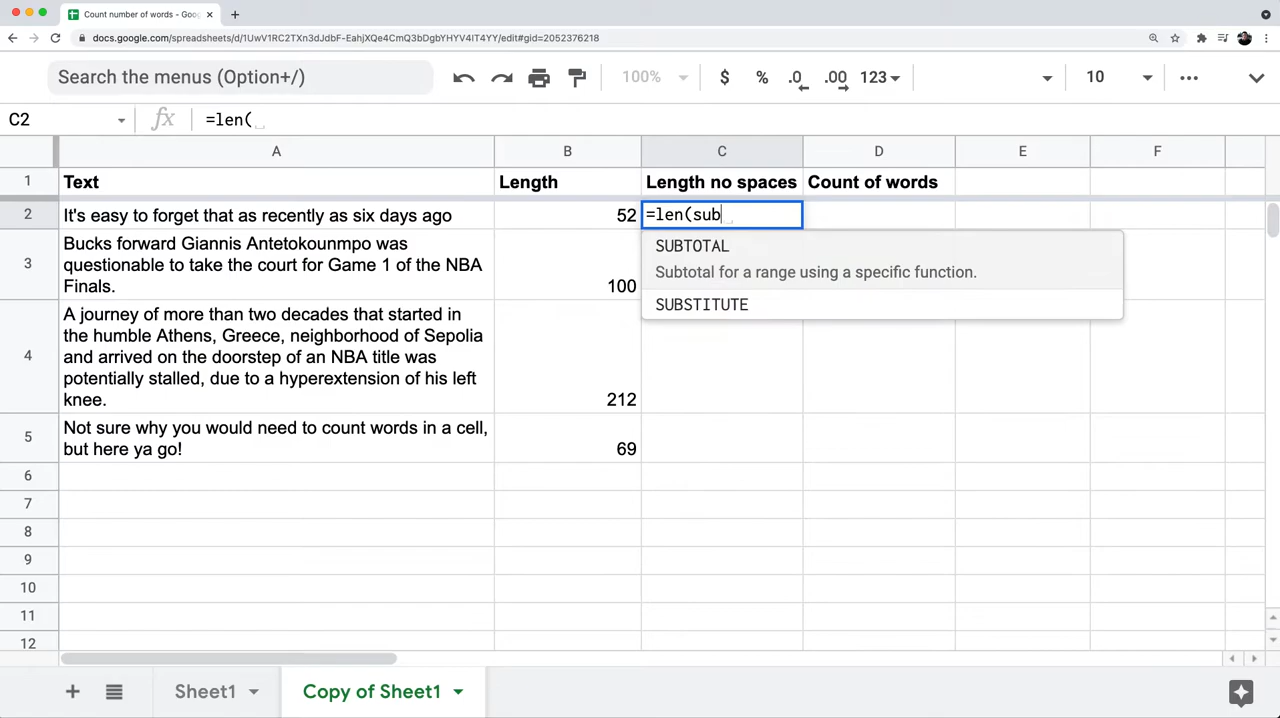 Count number of words - Goo
docs.google.com/spreadsheets/d/1UwV1RC2TXn3dJdbF-EahjXQe4CmQ3bDgbYHYV4IT4YY/edit#gid=2052376218
Search the menus (Option+/)
100%
$
%
.0
.00
123
10
C2
fx
=len(
A B C D E F
1 Text Length Length no spaces Count of words
2 It's easy to forget that as recently as six days ago 52 =len(sub
SUBTOTAL
Subtotal for a range using a specific function.
SUBSTITUTE
3 Bucks forward Giannis Antetokounmpo was
questionable to take the court for Game 1 of the NBA
Finals. 100
4 A journey of more than two decades that started in
the humble Athens, Greece, neighborhood of Sepolia
and arrived on the doorstep of an NBA title was
potentially stalled, due to a hyperextension of his left
knee. 212
5 Not sure why you would need to count words in a cell,
but here ya go! 69
6
7
8
9
10
11
12
Sheet1
Copy of Sheet1